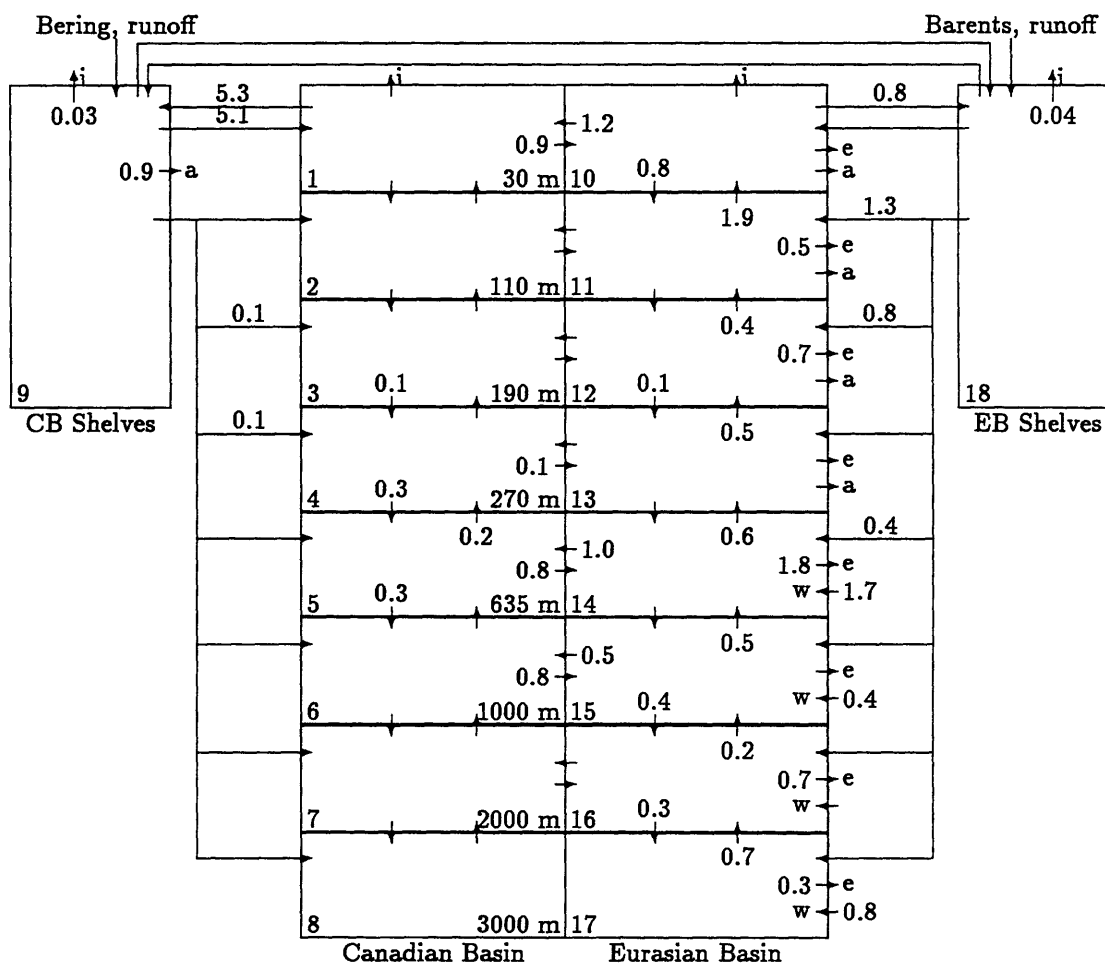 Bering, runoff Barents, runoff
i i i i
5.3 0.8
0.03 5.1 0.04
1.2
0.9 e
0.9 a 0.8 a
1 30 m 10
1.9 1.3
0.5 e
a
2 110 m 11
0.1 0.4 0.8
0.7 e
a
9 3 0.1 190 m 12 0.1 18
CB Shelves EB Shelves
0.1 0.5
0.1 e
a
4 0.3 270 m 13
0.2 0.6 0.4
1.0
0.8 1.8 e
w 1.7
5 0.3 635 m 14
0.5
0.5
0.8 e
w 0.4
6 1000 m 15 0.4
0.2
0.7 e
w
7 2000 m 16 0.3
0.7
0.3 e
w 0.8
8 3000 m 17
Canadian Basin Eurasian Basin